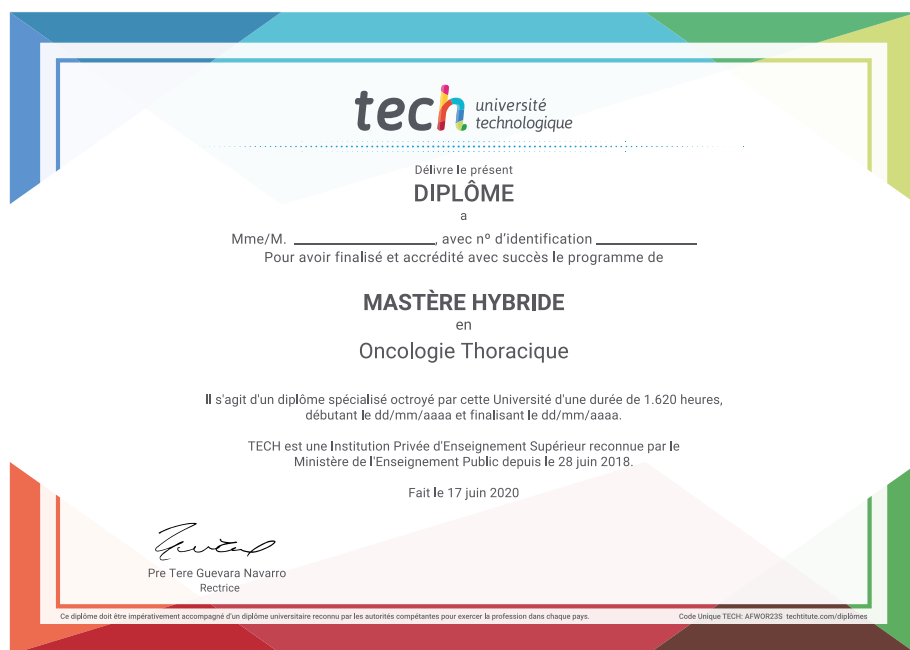 tech université
technologique
Délivre le présent
DIPLÔME
a
Mme/M. ____________________, avec nº d'identification ______________
Pour avoir finalisé et accrédité avec succès le programme de
MASTÈRE HYBRIDE
en
Oncologie Thoracique
Il s'agit d'un diplôme spécialisé octroyé par cette Université d'une durée de 1.620 heures,
débutant le dd/mm/aaaa et finalisant le dd/mm/aaaa.
TECH est une Institution Privée d'Enseignement Supérieur reconnue par le
Ministère de l'Enseignement Public depuis le 28 juin 2018.
Fait le 17 juin 2020
Pre Tere Guevara Navarro
Rectrice
Ce diplôme doit être impérativement accompagné d'un diplôme universitaire reconnu par les autorités compétantes pour exercer la profession dans chaque pays.
Code Unique TECH: AFWOR23S techtitute.com/diplômes